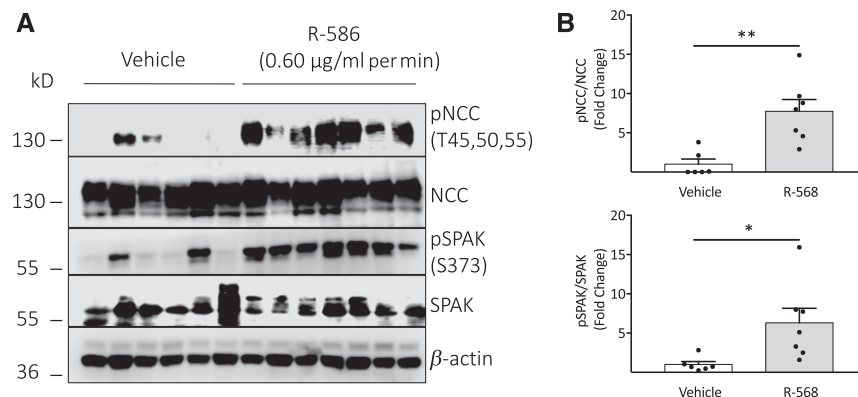 A
Vehicle
R-586
(0.60 μg/ml per min)
kD
130
pNCC
(T45,50,55)
130
NCC
55
pSPAK
(S373)
55
SPAK
36
β-actin
B
pNCC/NCC
(Fold Change)
20
15
10
5
**
Vehicle
R-568
pSPAK/SPAK
(Fold Change)
20
15
10
5
*
Vehicle
R-568